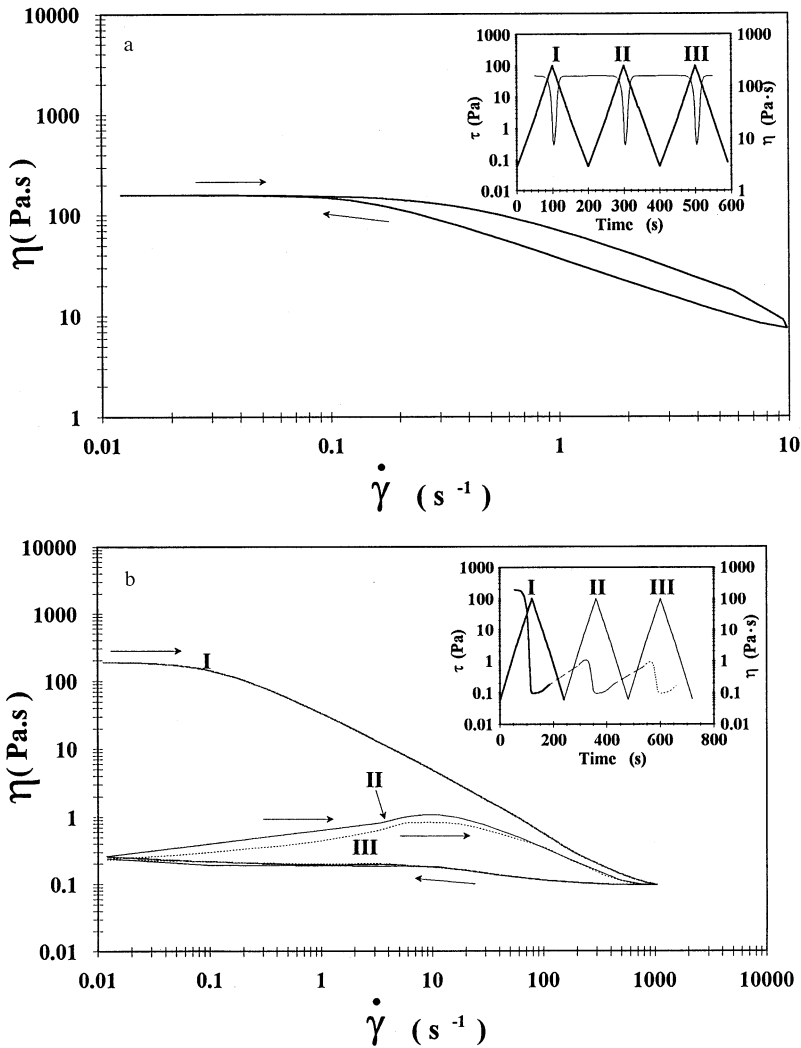 a
10000
1000
100
10
1
η( Pa.s)
0.01 0.1 1 10
γ̇ ( s⁻¹)
1000 1000
100 100
10 10
1 1
0.1
0.01
τ (Pa)
η (Pa·s)
I II III
0 100 200 300 400 500 600
Time (s)
b
10000
1000
100
10
1
0.1
0.01
η( Pa.s)
I
II
III
0.01 0.1 1 10 100 1000 10000
γ̇ ( s⁻¹)
1000 1000
100 100
10 10
1 1
0.1 0.1
0.01 0.01
τ (Pa)
η (Pa·s)
I II III
0 200 400 600 800
Time (s)